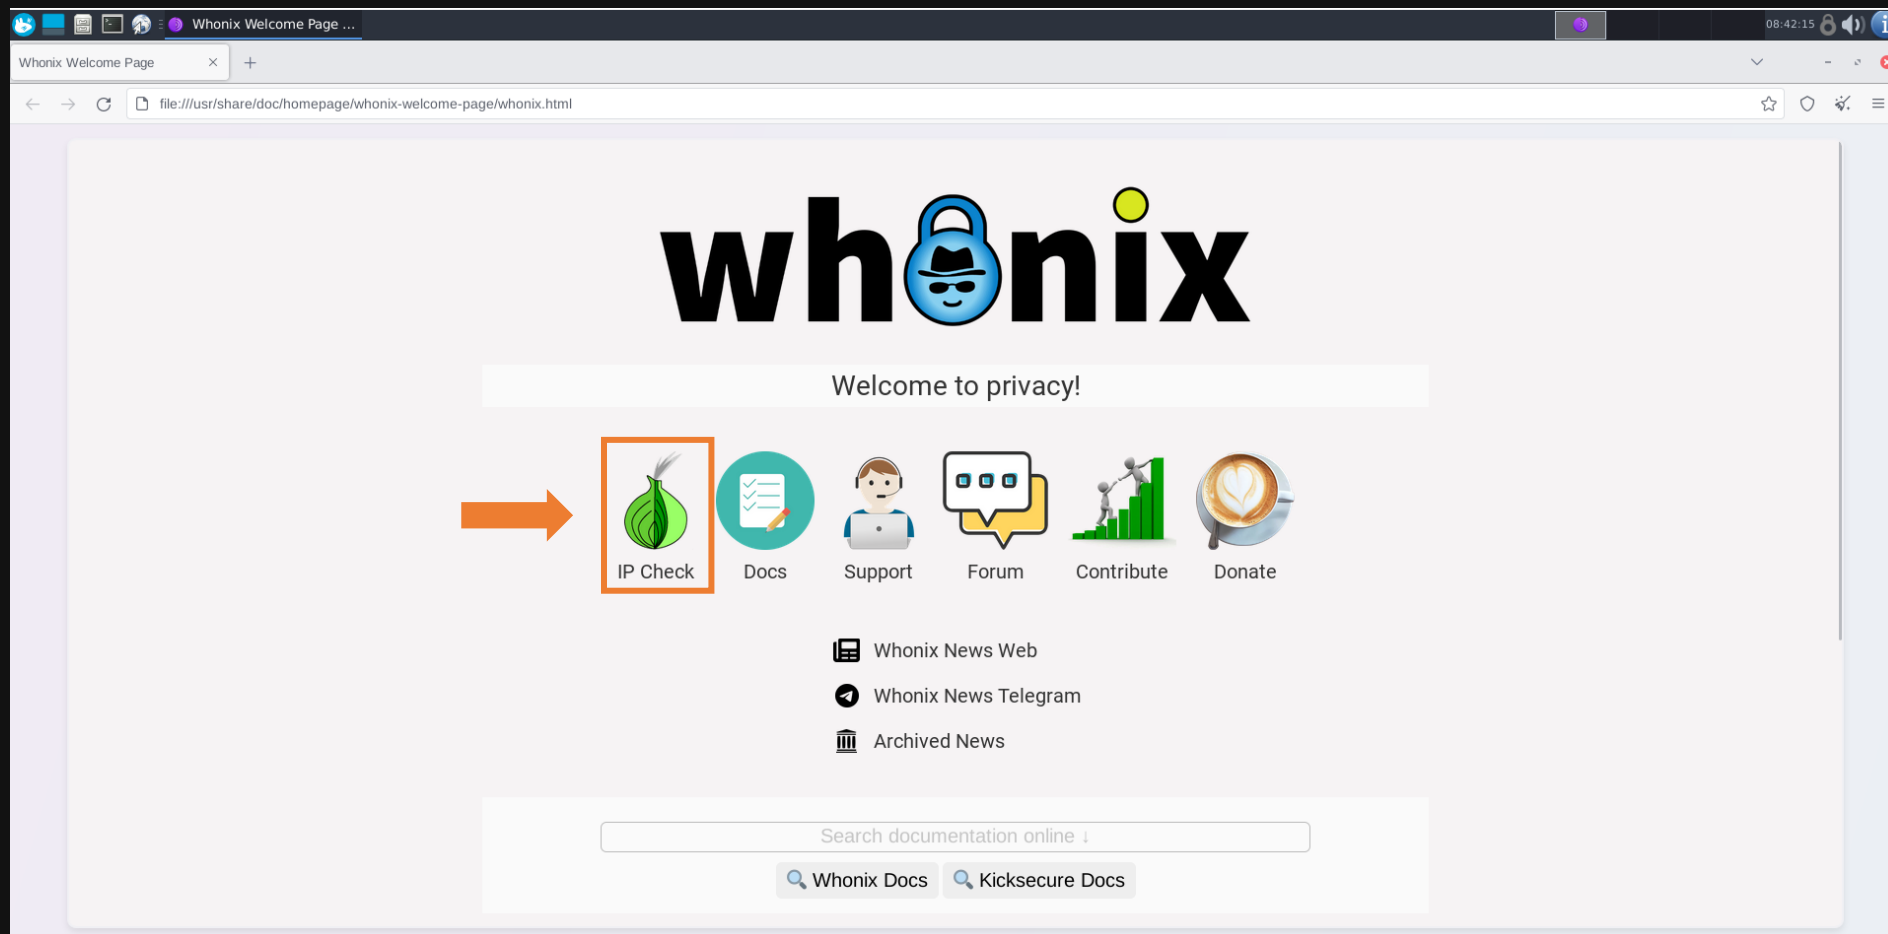 Whonix Welcome Page ...
08:42:15
Whonix Welcome Page
file:///usr/share/doc/homepage/whonix-welcome-page/whonix.html
whonix
Welcome to privacy!
IP Check Docs Support Forum Contribute Donate
Whonix News Web
Whonix News Telegram
Archived News
Search documentation online ↓
Whonix Docs Kicksecure Docs